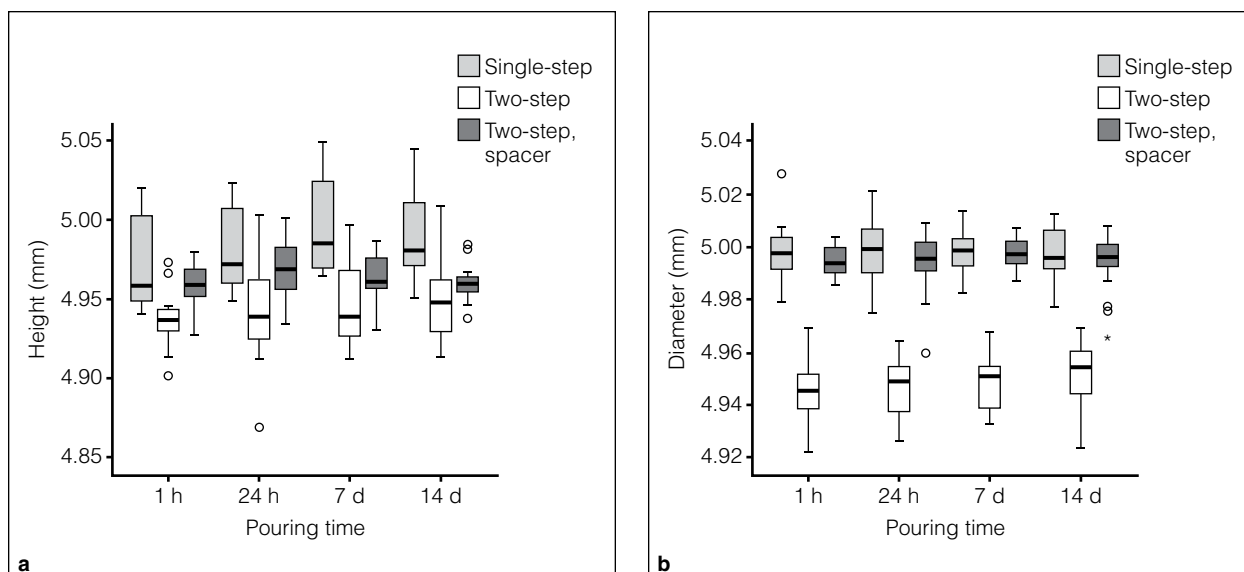 Single-step
Two-step
Two-step,
spacer
5.05
5.00
4.95
4.90
4.85
Height (mm)
1 h 24 h 7 d 14 d
Pouring time
a
Single-step
Two-step
Two-step,
spacer
5.04
5.02
5.00
4.98
4.96
4.94
4.92
Diameter (mm)
1 h 24 h 7 d 14 d
Pouring time
b